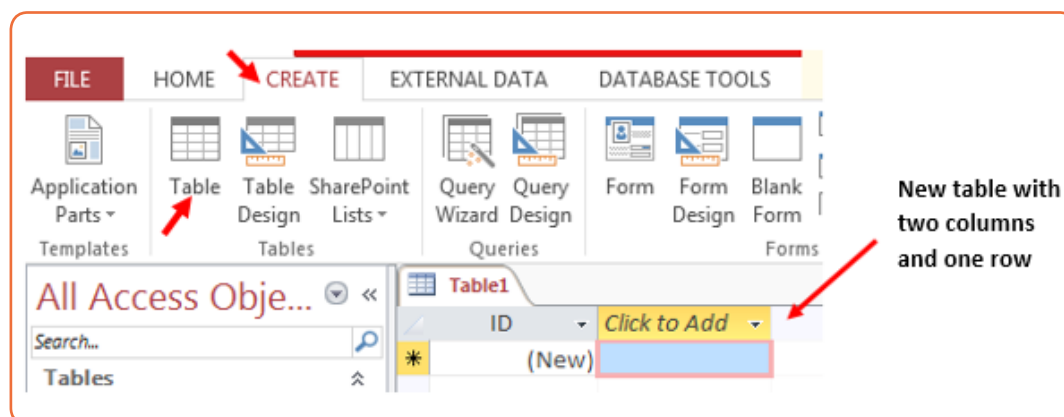 FILE HOME CREATE EXTERNAL DATA DATABASE TOOLS
Application Parts
Table
Table Design
SharePoint Lists
Query Wizard
Query Design
Form
Form Design
Blank Form
Templates Tables Queries Forms
New table with
two columns
and one row
All Access Obje... «
Table1
Search...
ID Click to Add
Tables
* (New)